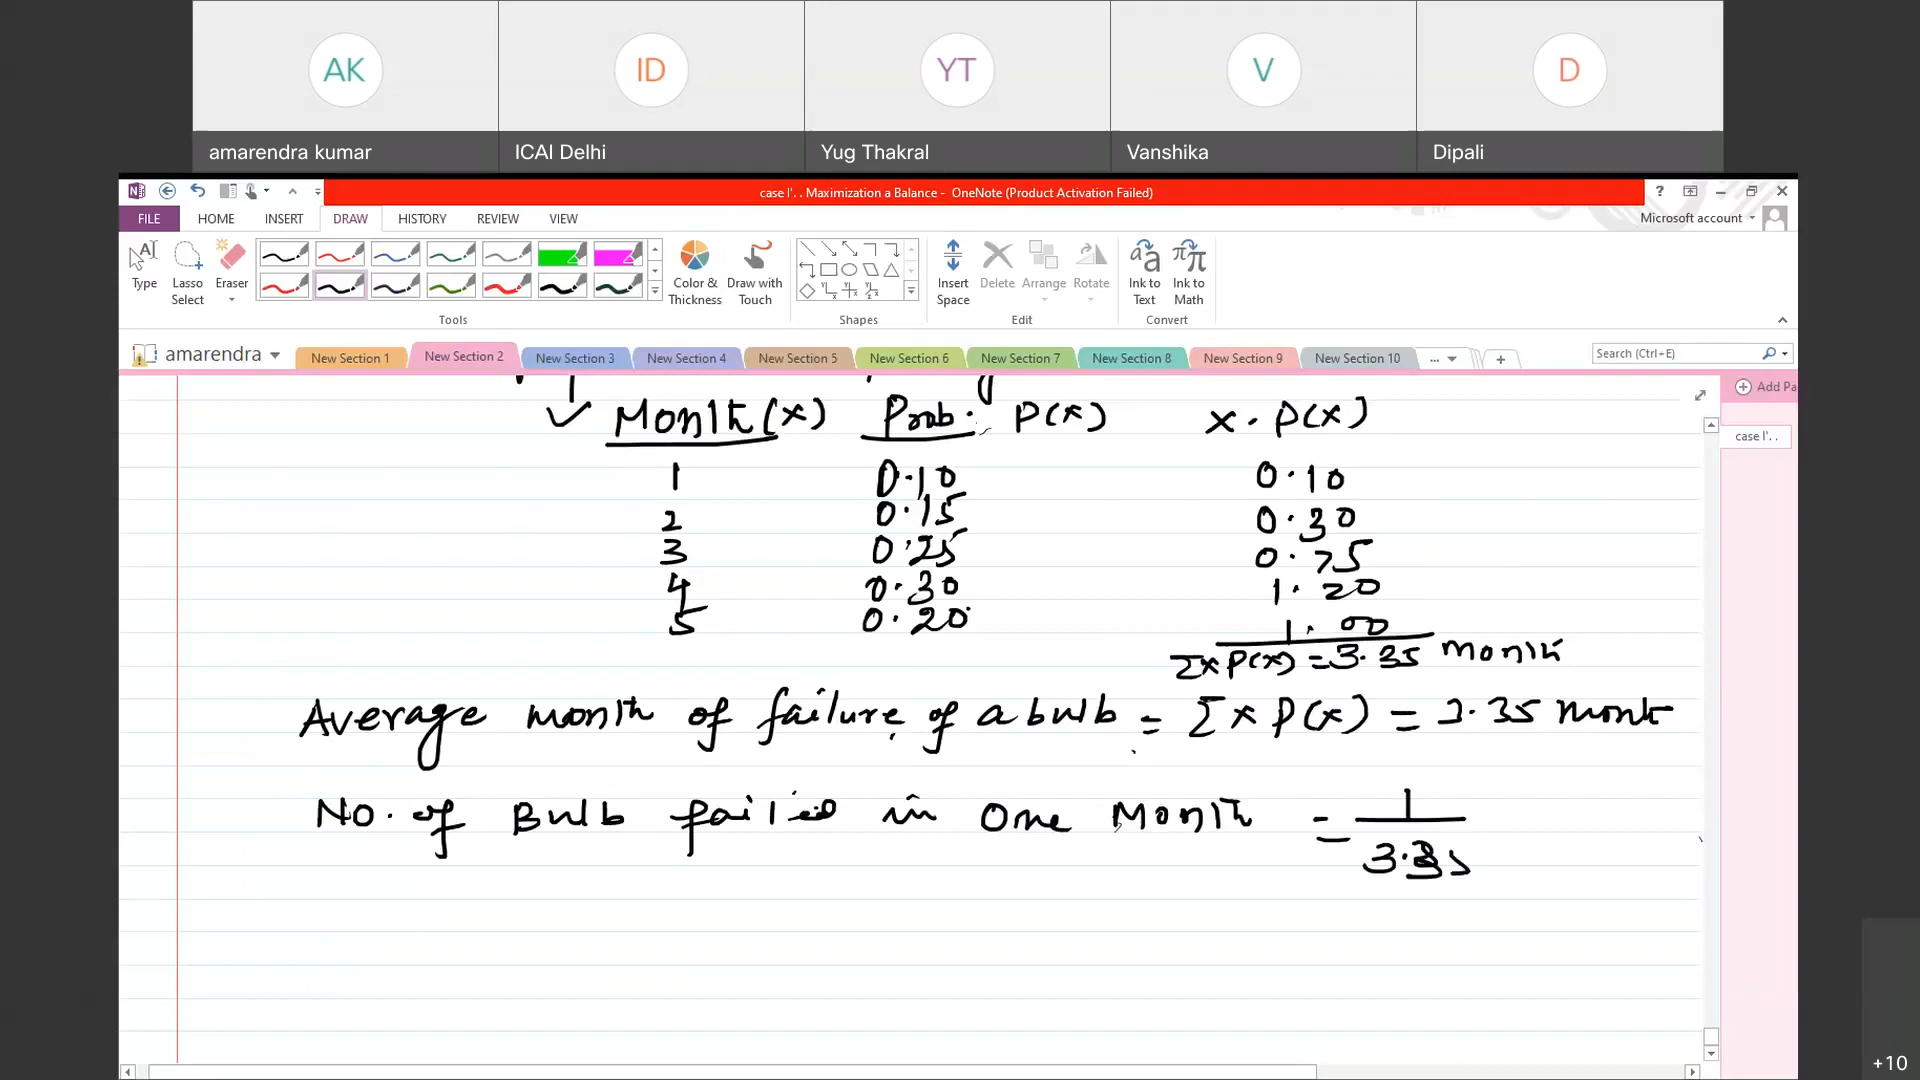 AK ID YT V D
amarendra kumar ICAI Delhi Yug Thakral Vanshika Dipali
case I'. . Maximization a Balance - OneNote (Product Activation Failed) ?
FILE HOME INSERT DRAW HISTORY REVIEW VIEW Microsoft account
Type Lasso Select Eraser Color & Thickness Draw with Touch Insert Space Delete Arrange Rotate Ink to Text Ink to Math
Tools Shapes Edit Convert
amarendra New Section 1 New Section 2 New Section 3 New Section 4 New Section 5 New Section 6 New Section 7 New Section 8 New Section 9 New Section 10 ... + Search (Ctrl+E)
Add Pa
case I'. .
✓ Month (x) Prob. P(x) x . P(x)
1 0.10 0.10
2 0.15 0.30
3 0.25 0.75
4 0.30 1.20
5 0.20 1.00
Σx P(x) = 3.35 month
Average month of failure of a bulb = Σ x P(x) = 3.35 mont
No. of Bulb failed in One Month = 1
3.35
+10